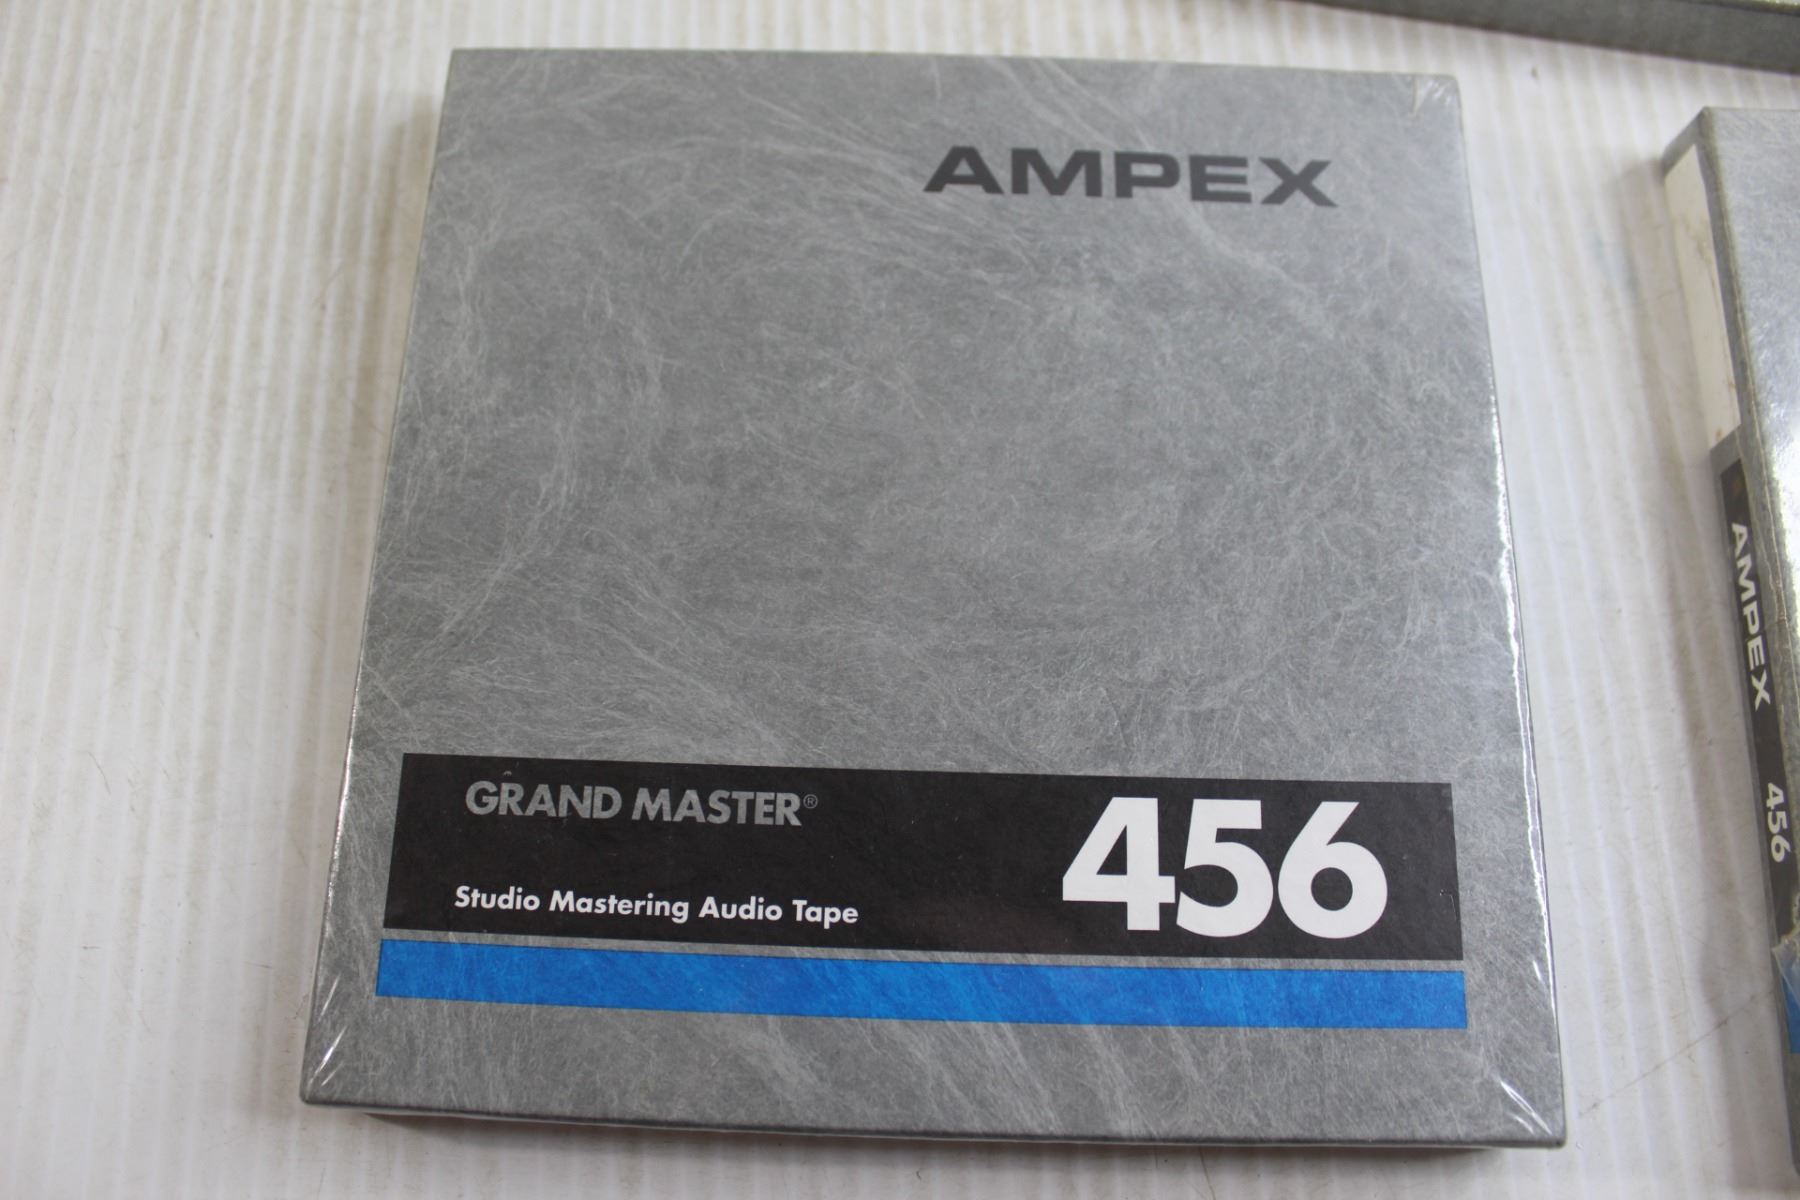 AMPEX
GRAND MASTER®
456
Studio Mastering Audio Tape
AMPEX
456